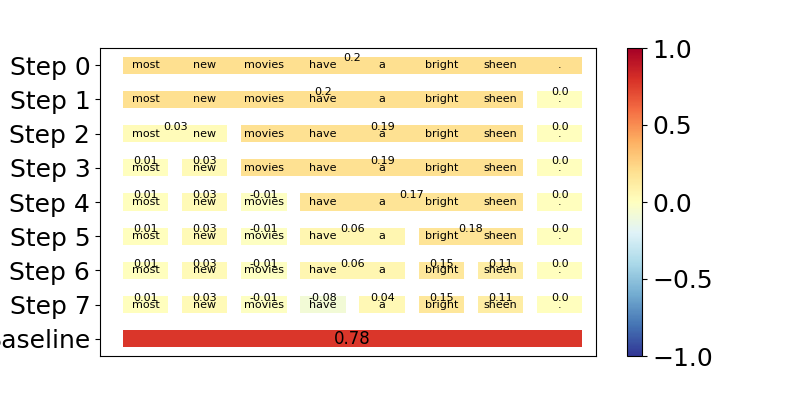 0.2
Step 0 most new movies have a bright sheen .
0.2 0.0
Step 1 most new movies have a bright sheen .
0.03 0.19 0.0
Step 2 most new movies have a bright sheen .
0.01 0.03 0.19 0.0
Step 3 most new movies have a bright sheen .
0.01 0.03 -0.01 0.17 0.0
Step 4 most new movies have a bright sheen .
0.01 0.03 -0.01 0.06 0.18 0.0
Step 5 most new movies have a bright sheen .
0.01 0.03 -0.01 0.06 0.15 0.11 0.0
Step 6 most new movies have a bright sheen .
0.01 0.03 -0.01 -0.08 0.04 0.15 0.11 0.0
Step 7 most new movies have a bright sheen .
aseline 0.78
1.0
0.5
0.0
−0.5
−1.0